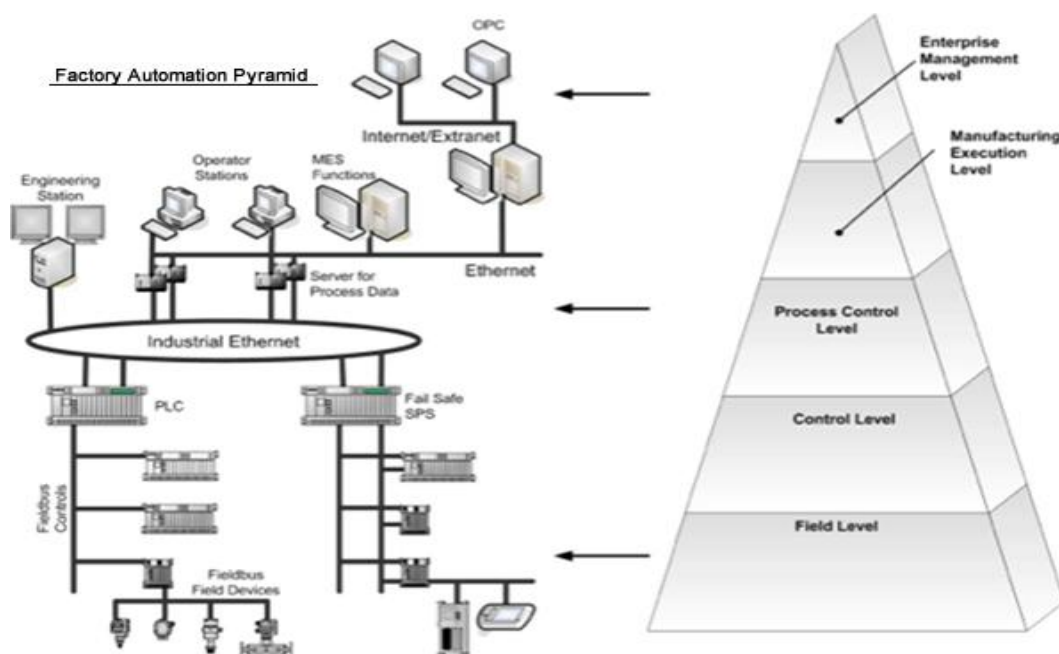 OPC
Factory Automation Pyramid
Internet/Extranet
Operator
Stations
MES
Functions
Engineering
Station
Ethernet
Server for
Process Data
Industrial Ethernet
PLC
Fail Safe
SPS
Fieldbus
Controls
Fieldbus
Field Devices
Enterprise
Management
Level
Manufacturing
Execution
Level
Process Control
Level
Control Level
Field Level